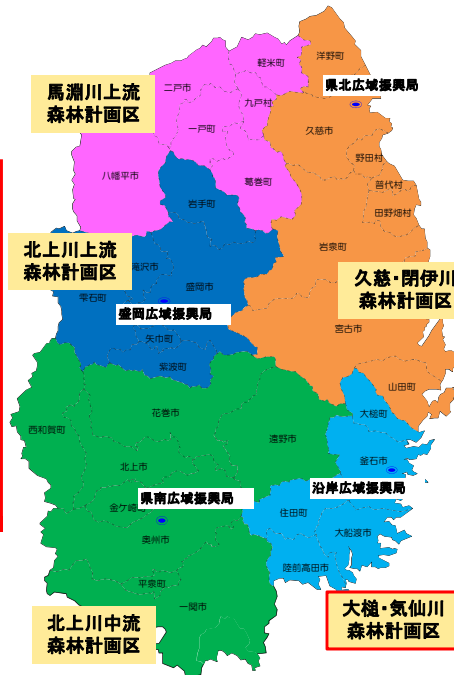 洋野町
軽米町
県北広域振興局
二戸市
馬淵川上流
森林計画区
九戸村
久慈市
一戸町
野田村
八幡平市
葛巻町
普代村
岩手町
田野畑村
岩泉町
北上川上流
森林計画区
滝沢市
久慈・閉伊川
森林計画区
盛岡市
雫石町
盛岡広域振興局
宮古市
矢巾町
紫波町
山田町
大槌町
花巻市
西和賀町
遠野市
釜石市
北上市
沿岸広域振興局
県南広域振興局
金ケ崎町
住田町
大船渡市
奥州市
陸前高田市
平泉町
一関市
大槌・気仙川
森林計画区
北上川中流
森林計画区